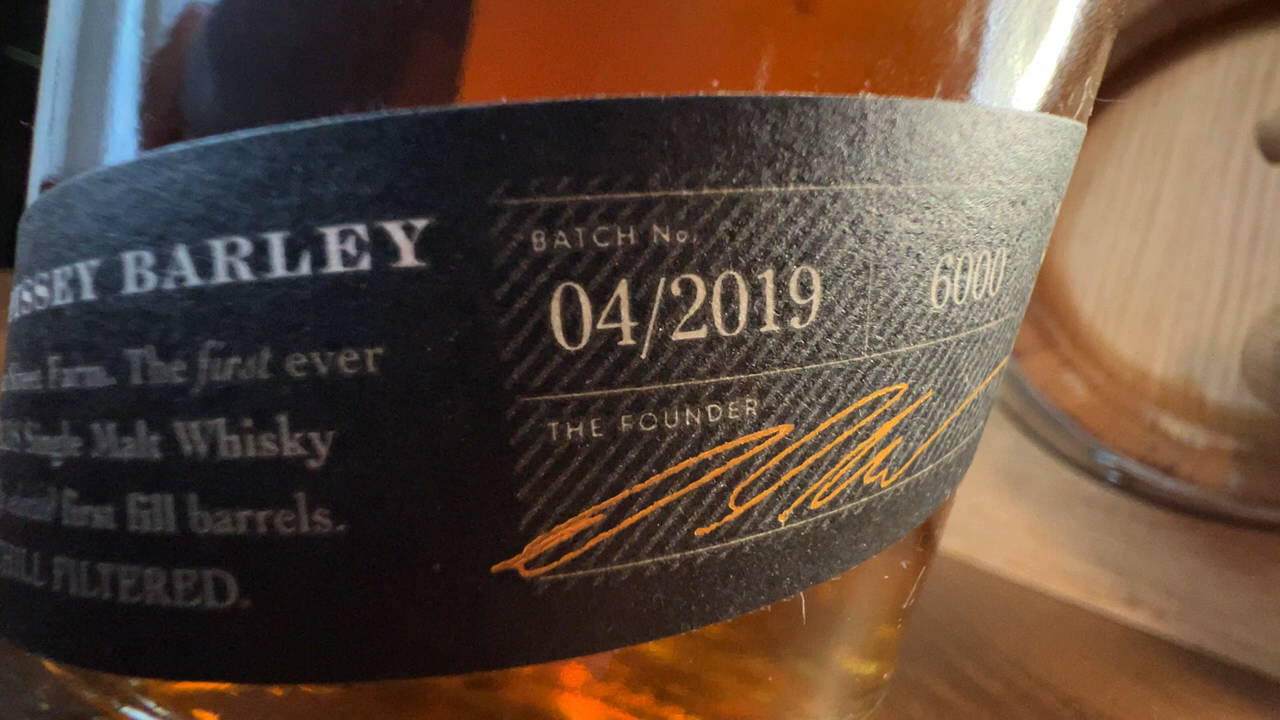 SSEY BARLEY
Farm. The first ever
Single Malt Whisky
first fill barrels.
FILTERED.
BATCH No.
04/2019
6000
THE FOUNDER